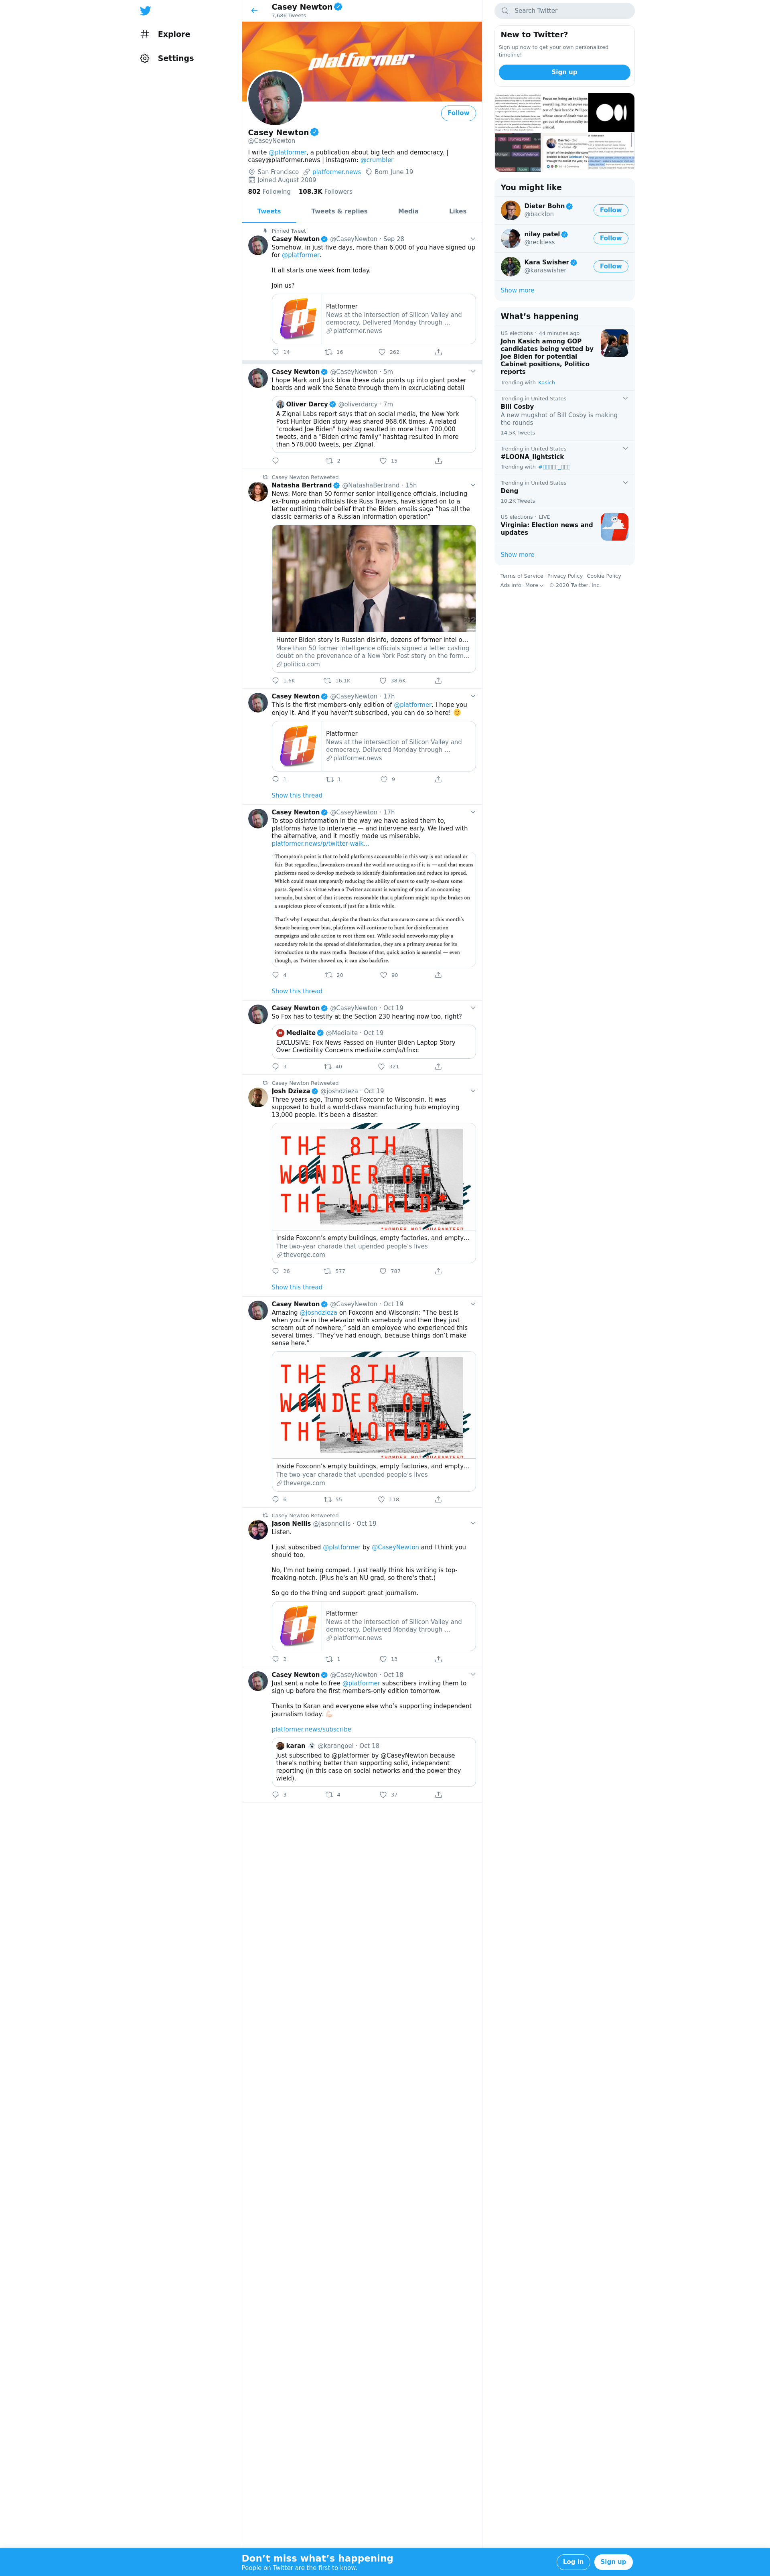 Explore
Settings
Casey Newton
7,686 Tweets
platformer
Follow
Casey Newton
@CaseyNewton
I write @platformer, a publication about big tech and democracy. |
casey@platformer.news | instagram: @crumbler
San Francisco platformer.news Born June 19
Joined August 2009
802 Following 108.3K Followers
Tweets Tweets & replies Media Likes
Pinned Tweet
Casey Newton @CaseyNewton · Sep 28
Somehow, in just five days, more than 6,000 of you have signed up
for @platformer.
It all starts one week from today.
Join us?
Platformer
News at the intersection of Silicon Valley and
democracy. Delivered Monday through ...
platformer.news
14 16 262
Casey Newton @CaseyNewton · 5m
I hope Mark and Jack blow these data points up into giant poster
boards and walk the Senate through them in excruciating detail
Oliver Darcy @oliverdarcy · 7m
A Zignal Labs report says that on social media, the New York
Post Hunter Biden story was shared 968.6K times. A related
"crooked Joe Biden" hashtag resulted in more than 700,000
tweets, and a "Biden crime family" hashtag resulted in more
than 578,000 tweets, per Zignal.
2 15
Casey Newton Retweeted
Natasha Bertrand @NatashaBertrand · 15h
News: More than 50 former senior intelligence officials, including
ex-Trump admin officials like Russ Travers, have signed on to a
letter outlining their belief that the Biden emails saga “has all the
classic earmarks of a Russian information operation”
Hunter Biden story is Russian disinfo, dozens of former intel o...
More than 50 former intelligence officials signed a letter casting
doubt on the provenance of a New York Post story on the form...
politico.com
1.6K 16.1K 38.6K
Casey Newton @CaseyNewton · 17h
This is the first members-only edition of @platformer. I hope you
enjoy it. And if you haven't subscribed, you can do so here!
Platformer
News at the intersection of Silicon Valley and
democracy. Delivered Monday through ...
platformer.news
1 1 9
Show this thread
Casey Newton @CaseyNewton · 17h
To stop disinformation in the way we have asked them to,
platforms have to intervene — and intervene early. We lived with
the alternative, and it mostly made us miserable.
platformer.news/p/twitter-walk...
Thompson's point is that to hold platforms accountable in this way is not rational or
fair. But regardless, lawmakers around the world are acting as if it is — and that means
platforms need to develop methods to identify disinformation and reduce its spread.
Which could mean temporarily reducing the ability of users to easily re-share some
posts. Speed is a virtue when a Twitter account is warning of you of an oncoming
tornado, but short of that it seems reasonable that a platform might tap the brakes on
a suspicious piece of content, if just for a little while.
That's why I expect that, despite the theatrics that are sure to come at this month's
Senate hearing over bias, platforms will continue to hunt for disinformation
campaigns and take action to root them out. While social networks may play a
secondary role in the spread of disinformation, they are a primary avenue for its
introduction to the mass media. Because of that, quick action is essential — even
though, as Twitter showed us, it can also backfire.
4 20 90
Show this thread
Casey Newton @CaseyNewton · Oct 19
So Fox has to testify at the Section 230 hearing now too, right?
Mediaite @Mediaite · Oct 19
EXCLUSIVE: Fox News Passed on Hunter Biden Laptop Story
Over Credibility Concerns mediaite.com/a/tfnxc
3 40 321
Casey Newton Retweeted
Josh Dzieza @joshdzieza · Oct 19
Three years ago, Trump sent Foxconn to Wisconsin. It was
supposed to build a world-class manufacturing hub employing
13,000 people. It's been a disaster.
THE 8TH
WONDER OF
THE WORLD*
*WONDER NOT GUARANTEED
Inside Foxconn’s empty buildings, empty factories, and empty...
The two-year charade that upended people’s lives
theverge.com
26 577 787
Show this thread
Casey Newton @CaseyNewton · Oct 19
Amazing @joshdzieza on Foxconn and Wisconsin: “The best is
when you’re in the elevator with somebody and then they just
scream out of nowhere,” said an employee who experienced this
several times. “They’ve had enough, because things don’t make
sense here.”
THE 8TH
WONDER OF
THE WORLD*
*WONDER NOT GUARANTEED
Inside Foxconn’s empty buildings, empty factories, and empty...
The two-year charade that upended people’s lives
theverge.com
6 55 118
Casey Newton Retweeted
Jason Nellis @jasonnellis · Oct 19
Listen.
I just subscribed @platformer by @CaseyNewton and I think you
should too.
No, I'm not being comped. I just really think his writing is top-
freaking-notch. (Plus he's an NU grad, so there's that.)
So go do the thing and support great journalism.
Platformer
News at the intersection of Silicon Valley and
democracy. Delivered Monday through ...
platformer.news
2 1 13
Casey Newton @CaseyNewton · Oct 18
Just sent a note to free @platformer subscribers inviting them to
sign up before the first members-only edition tomorrow.
Thanks to Karan and everyone else who’s supporting independent
journalism today.
platformer.news/subscribe
karan @karangoel · Oct 18
Just subscribed to @platformer by @CaseyNewton because
there's nothing better than supporting solid, independent
reporting (in this case on social networks and the power they
wield).
3 4 37
Search Twitter
New to Twitter?
Sign up now to get your own personalized
timeline!
Sign up
You might like
Dieter Bohn
@backlon
Follow
nilay patel
@reckless
Follow
Kara Swisher
@karaswisher
Follow
Show more
What’s happening
US elections · 44 minutes ago
John Kasich among GOP
candidates being vetted by
Joe Biden for potential
Cabinet positions, Politico
reports
Trending with Kasich
Trending in United States
Bill Cosby
A new mugshot of Bill Cosby is making
the rounds
14.5K Tweets
Trending in United States
#LOONA_lightstick
Trending with
Trending in United States
Deng
10.2K Tweets
US elections · LIVE
Virginia: Election news and
updates
Show more
Terms of Service Privacy Policy Cookie Policy
Ads info More © 2020 Twitter, Inc.
Don’t miss what’s happening
People on Twitter are the first to know.
Log in Sign up